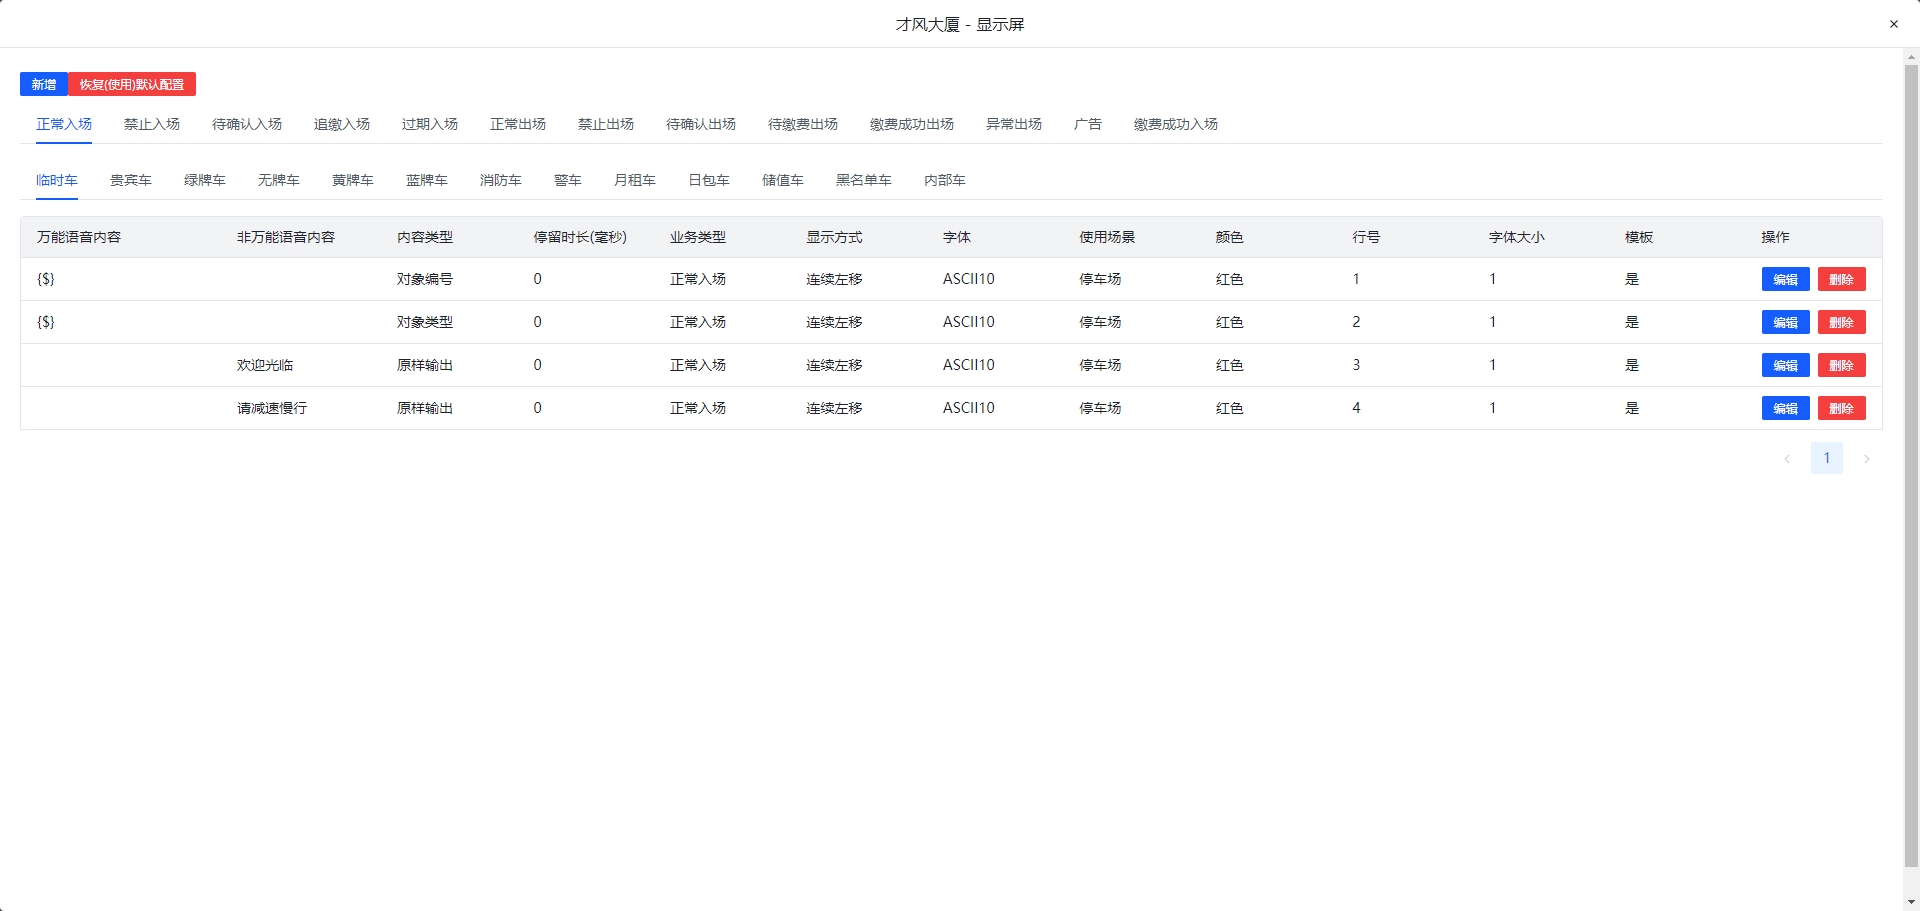 才风大厦 - 显示屏
新增 恢复(使用)默认配置
正常入场 禁止入场 待确认入场 追缴入场 过期入场 正常出场 禁止出场 待确认出场 待缴费出场 缴费成功出场 异常出场 广告 缴费成功入场
临时车 贵宾车 绿牌车 无牌车 黄牌车 蓝牌车 消防车 警车 月租车 日包车 储值车 黑名单车 内部车
万能语音内容 非万能语音内容 内容类型 停留时长(毫秒) 业务类型 显示方式 字体 使用场景 颜色 行号 字体大小 模板 操作
{$} 对象编号 0 正常入场 连续左移 ASCII10 停车场 红色 1 1 是 编辑 删除
{$} 对象类型 0 正常入场 连续左移 ASCII10 停车场 红色 2 1 是 编辑 删除
欢迎光临 原样输出 0 正常入场 连续左移 ASCII10 停车场 红色 3 1 是 编辑 删除
请减速慢行 原样输出 0 正常入场 连续左移 ASCII10 停车场 红色 4 1 是 编辑 删除
1